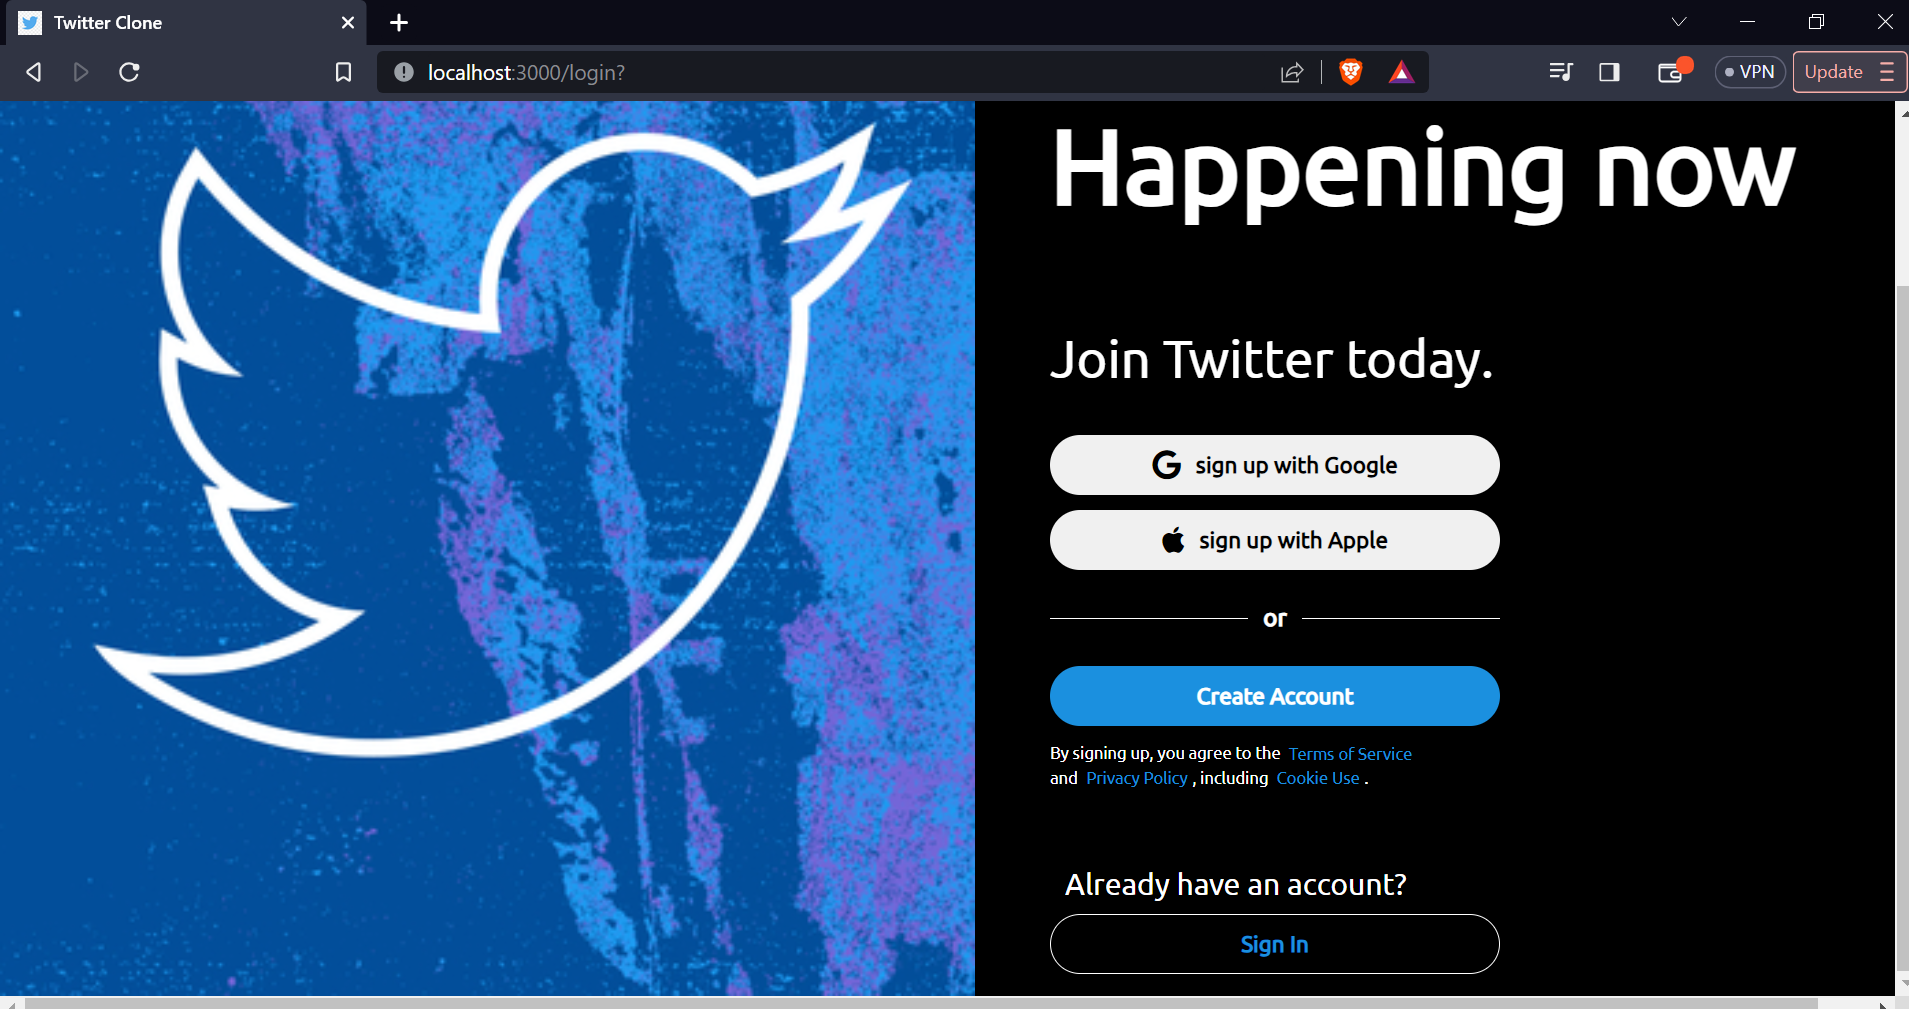 Twitter Clone
localhost:3000/login?
VPN
Update
Happening now
Join Twitter today.
sign up with Google
sign up with Apple
or
Create Account
By signing up, you agree to the Terms of Service
and Privacy Policy , including Cookie Use .
Already have an account?
Sign In